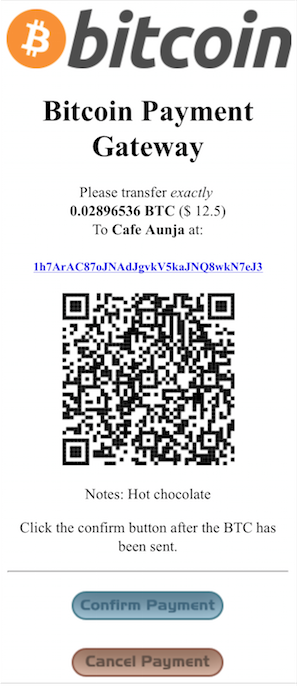 bitcoin
Bitcoin Payment
Gateway
Please transfer exactly
0.02896536 BTC ($ 12.5)
To Cafe Aunja at:
1h7ArAC87oJNAdJgvkV5kaJNQ8wkN7eJ3
Notes: Hot chocolate
Click the confirm button after the BTC has
been sent.
Confirm Payment
Cancel Payment